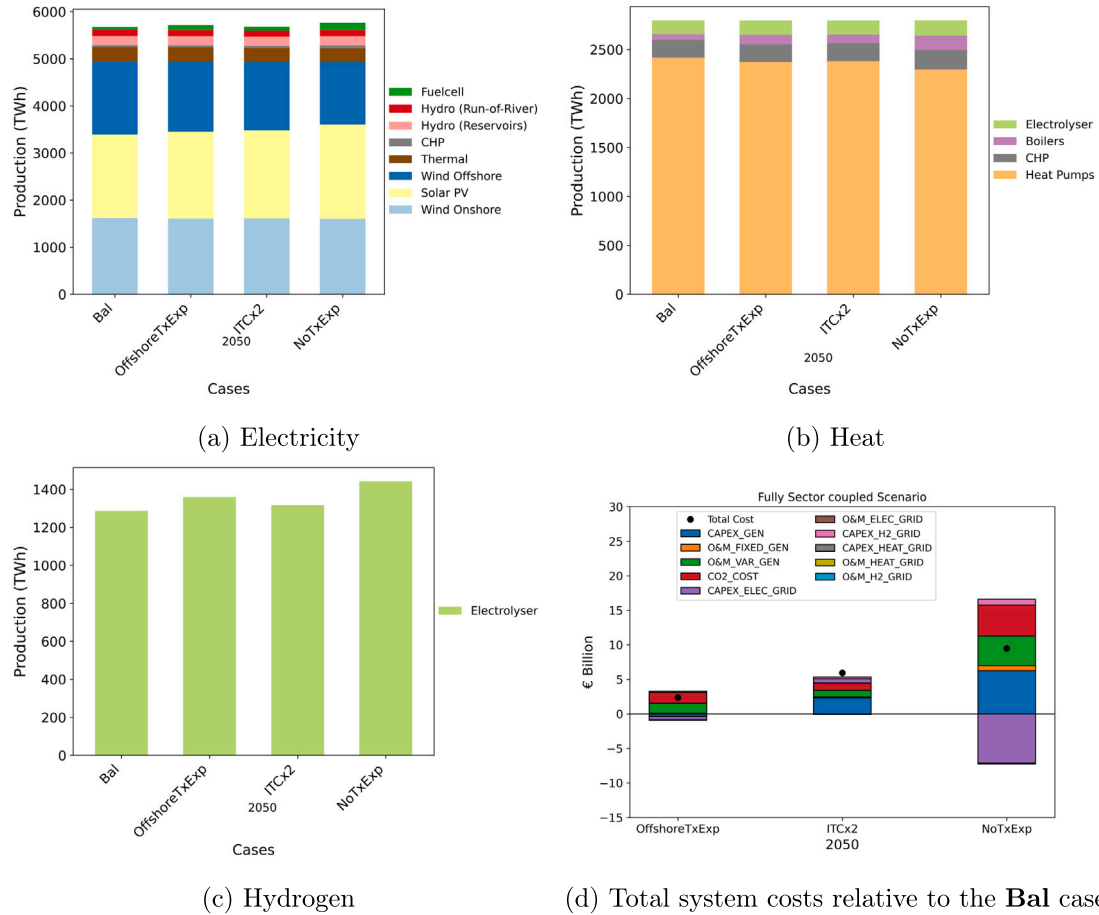 6000
5000
4000
3000
2000
1000
0
Production (TWh)
Fuelcell
Hydro (Run-of-River)
Hydro (Reservoirs)
CHP
Thermal
Wind Offshore
Solar PV
Wind Onshore
Bal
OffshoreTxExp
ITCx2
NoTxExp
2050
Cases
(a) Electricity
2500
2000
1500
1000
500
0
Production (TWh)
Electrolyser
Boilers
CHP
Heat Pumps
Bal
OffshoreTxExp
ITCx2
NoTxExp
2050
Cases
(b) Heat
1400
1200
1000
800
600
400
200
0
Production (TWh)
Electrolyser
Bal
OffshoreTxExp
ITCx2
NoTxExp
2050
Cases
(c) Hydrogen
Fully Sector coupled Scenario
30
25
20
15
10
5
0
−5
−10
−15
€ Billion
Total Cost
CAPEX_GEN
O&M_FIXED_GEN
O&M_VAR_GEN
CO2_COST
CAPEX_ELEC_GRID
O&M_ELEC_GRID
CAPEX_H2_GRID
CAPEX_HEAT_GRID
O&M_HEAT_GRID
O&M_H2_GRID
OffshoreTxExp
ITCx2
NoTxExp
2050
(d) Total system costs relative to the Bal case